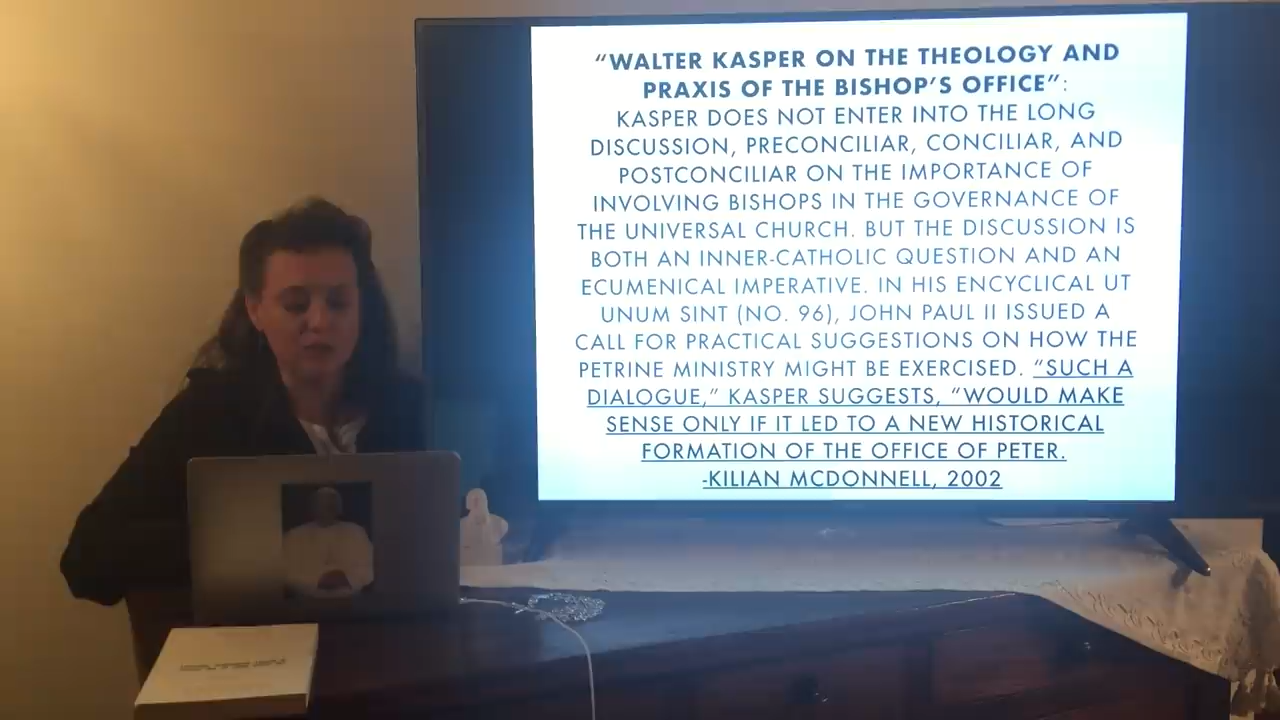 “WALTER KASPER ON THE THEOLOGY AND
PRAXIS OF THE BISHOP’S OFFICE”:
KASPER DOES NOT ENTER INTO THE LONG
DISCUSSION, PRECONCILIAR, CONCILIAR, AND
POSTCONCILIAR ON THE IMPORTANCE OF
INVOLVING BISHOPS IN THE GOVERNANCE OF
THE UNIVERSAL CHURCH. BUT THE DISCUSSION IS
BOTH AN INNER-CATHOLIC QUESTION AND AN
ECUMENICAL IMPERATIVE. IN HIS ENCYCLICAL UT
UNUM SINT (NO. 96), JOHN PAUL II ISSUED A
CALL FOR PRACTICAL SUGGESTIONS ON HOW THE
PETRINE MINISTRY MIGHT BE EXERCISED. “SUCH A
DIALOGUE,” KASPER SUGGESTS, “WOULD MAKE
SENSE ONLY IF IT LED TO A NEW HISTORICAL
FORMATION OF THE OFFICE OF PETER.
-KILIAN MCDONNELL, 2002